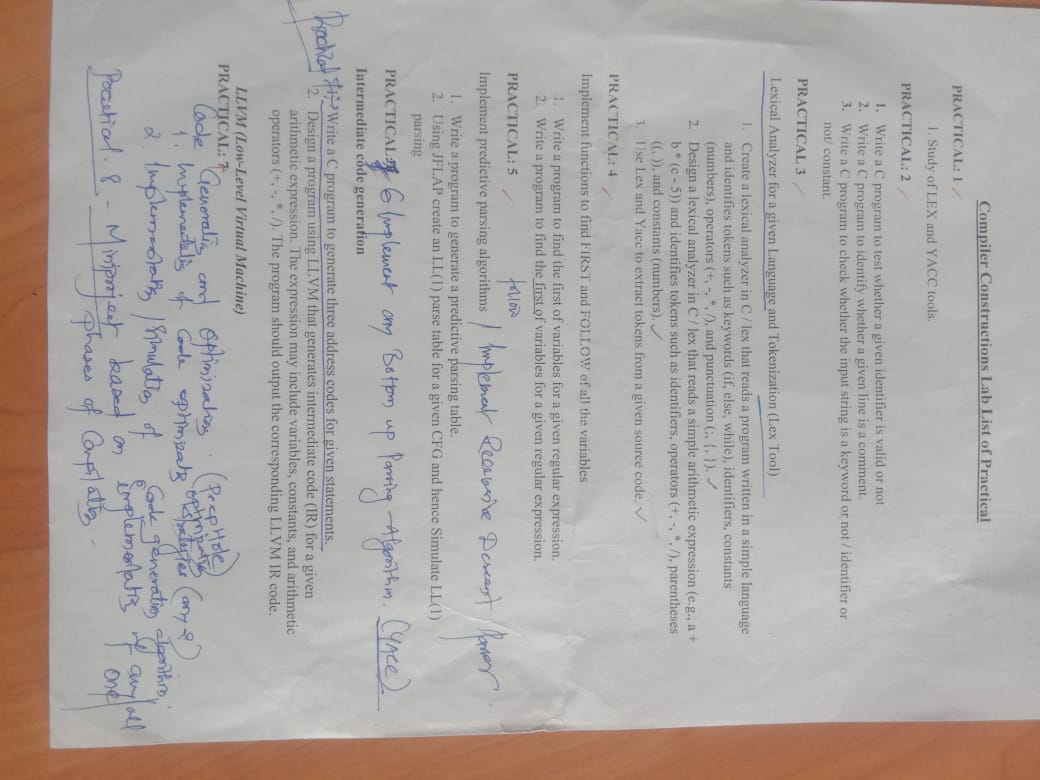 Compiler Constructions Lab List of Practical
PRACTICAL: 1
1. Study of LEX and YACC tools.
PRACTICAL: 2
1. Write a C program to test whether a given identifier is valid or not
2. Write a C program to identify whether a given line is a comment.
3. Write a C program to check whether the input string is a keyword or not / identifier or
not/ constant.
PRACTICAL 3
Lexical Analyzer for a given Language and Tokenization (Lex Tool)
1. Create a lexical analyzer in C / lex that reads a program written in a simple language
and identifies tokens such as keywords (if, else, while), identifiers, constants
(numbers), operators (+, -, *, /), and punctuation (;, {, }).
2. Design a lexical analyzer in C / lex that reads a simple arithmetic expression (e.g., a +
b * (c - 5)) and identifies tokens such as identifiers, operators (+, -, *, /), parentheses
((, )), and constants (numbers).
3. Use Lex and Yacc to extract tokens from a given source code.
PRACTICAL: 4
Implement functions to find FIRST and FOLLOW of all the variables
1. Write a program to find the first of variables for a given regular expression.
2. Write a program to find the first of variables for a given regular expression.
follow
PRACTICAL: 5
Implement predictive parsing algorithms / Implement Recursive Descent Parser
1. Write a program to generate a predictive parsing table.
2. Using JFLAP create an LL(1) parse table for a given CFG and hence Simulate LL(1)
parsing
PRACTICAL: 6 Implement any Bottom up Parsing Algorithm. (YACC)
Intermediate code generation
Practical 7:- Write a C program to generate three address codes for given statements.
2. Design a program using LLVM that generates intermediate code (IR) for a given
arithmetic expression. The expression may include variables, constants, and arithmetic
operators (+, -, *, /). The program should output the corresponding LLVM IR code.
LLVM (Low-Level Virtual Machine)
PRACTICAL: 7
Code Generation and Optimization (PeepHole
optimization
1. Implementation of Code optimizatn strategies (any 2)
2. Implementation / Simulation of Code generation algorithm.
Practical. 8 - Miniproject based on implementatin of any/all
one
phases of Compilation.